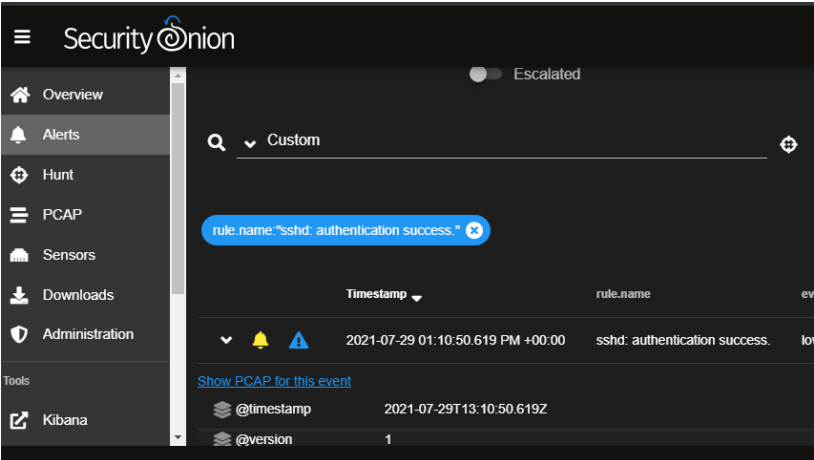 Security Onion
Escalated
Overview
Alerts
Custom
Hunt
PCAP
rule.name:"sshd: authentication success."
Sensors
Downloads
Timestamp rule.name ev
Administration
2021-07-29 01:10:50.619 PM +00:00 sshd: authentication success. lov
Tools
Show PCAP for this event
@timestamp 2021-07-29T13:10:50.619Z
Kibana
@version 1